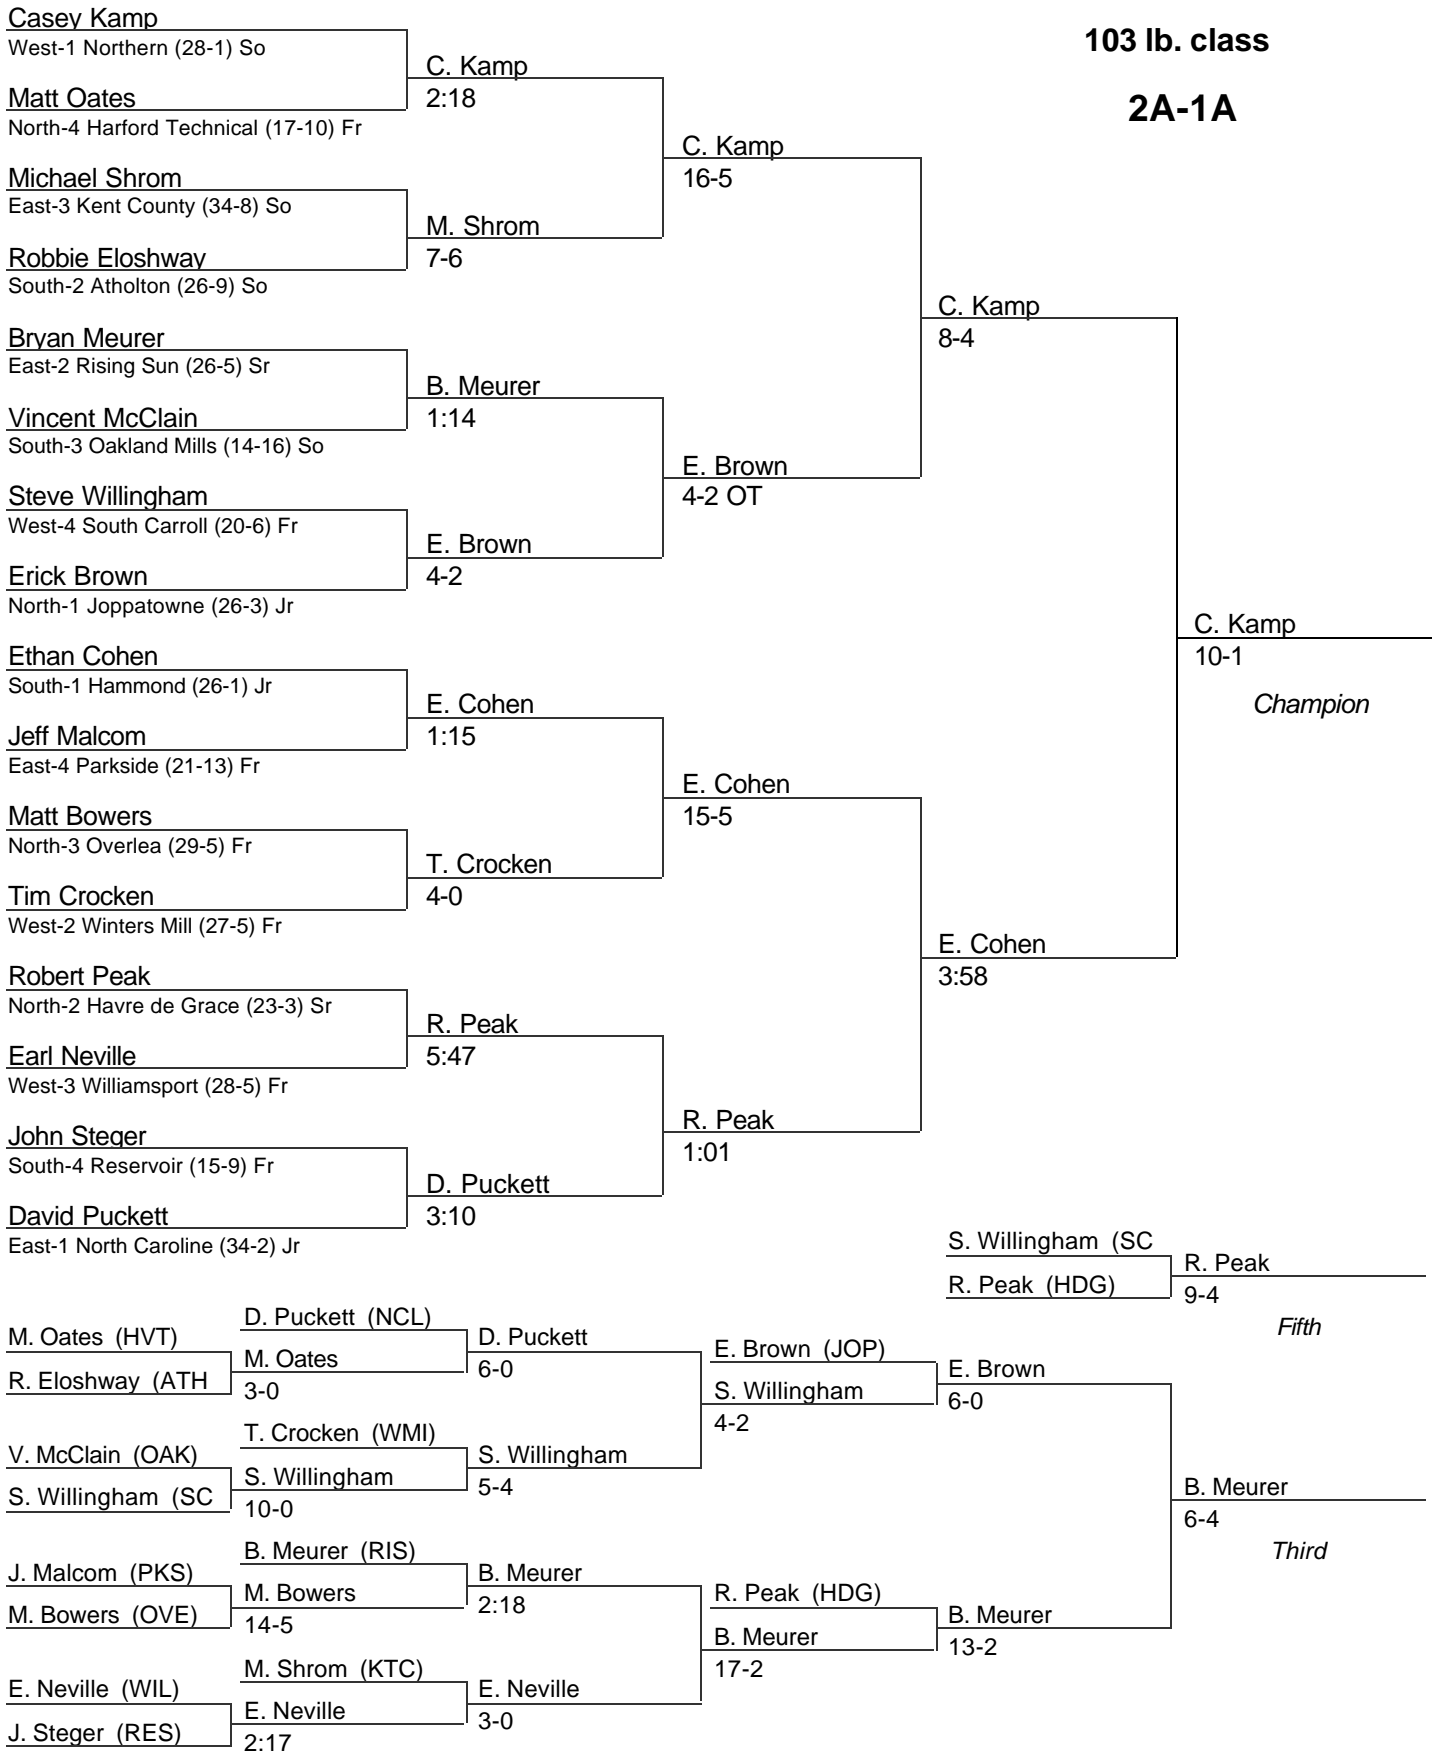 Casey Kamp
West-1 Northern (28-1) So
103 lb. class
C. Kamp
2:18
Matt Oates
North-4 Harford Technical (17-10) Fr
2A-1A
C. Kamp
16-5
Michael Shrom
East-3 Kent County (34-8) So
M. Shrom
7-6
Robbie Eloshway
South-2 Atholton (26-9) So
C. Kamp
8-4
Bryan Meurer
East-2 Rising Sun (26-5) Sr
B. Meurer
1:14
Vincent McClain
South-3 Oakland Mills (14-16) So
E. Brown
4-2 OT
Steve Willingham
West-4 South Carroll (20-6) Fr
E. Brown
4-2
Erick Brown
North-1 Joppatowne (26-3) Jr
C. Kamp
10-1
Champion
Ethan Cohen
South-1 Hammond (26-1) Jr
E. Cohen
1:15
Jeff Malcom
East-4 Parkside (21-13) Fr
E. Cohen
15-5
Matt Bowers
North-3 Overlea (29-5) Fr
T. Crocken
4-0
Tim Crocken
West-2 Winters Mill (27-5) Fr
E. Cohen
3:58
Robert Peak
North-2 Havre de Grace (23-3) Sr
R. Peak
5:47
Earl Neville
West-3 Williamsport (28-5) Fr
R. Peak
1:01
John Steger
South-4 Reservoir (15-9) Fr
D. Puckett
3:10
David Puckett
East-1 North Caroline (34-2) Jr
S. Willingham (SC
R. Peak (HDG)
R. Peak
9-4
Fifth
D. Puckett (NCL)
M. Oates (HVT)
R. Eloshway (ATH
M. Oates
3-0
D. Puckett
6-0
E. Brown (JOP)
S. Willingham
4-2
E. Brown
6-0
T. Crocken (WMI)
V. McClain (OAK)
S. Willingham (SC
S. Willingham
10-0
S. Willingham
5-4
B. Meurer
6-4
Third
B. Meurer (RIS)
J. Malcom (PKS)
M. Bowers (OVE)
M. Bowers
14-5
B. Meurer
2:18
R. Peak (HDG)
B. Meurer
17-2
B. Meurer
13-2
M. Shrom (KTC)
E. Neville (WIL)
J. Steger (RES)
E. Neville
2:17
E. Neville
3-0